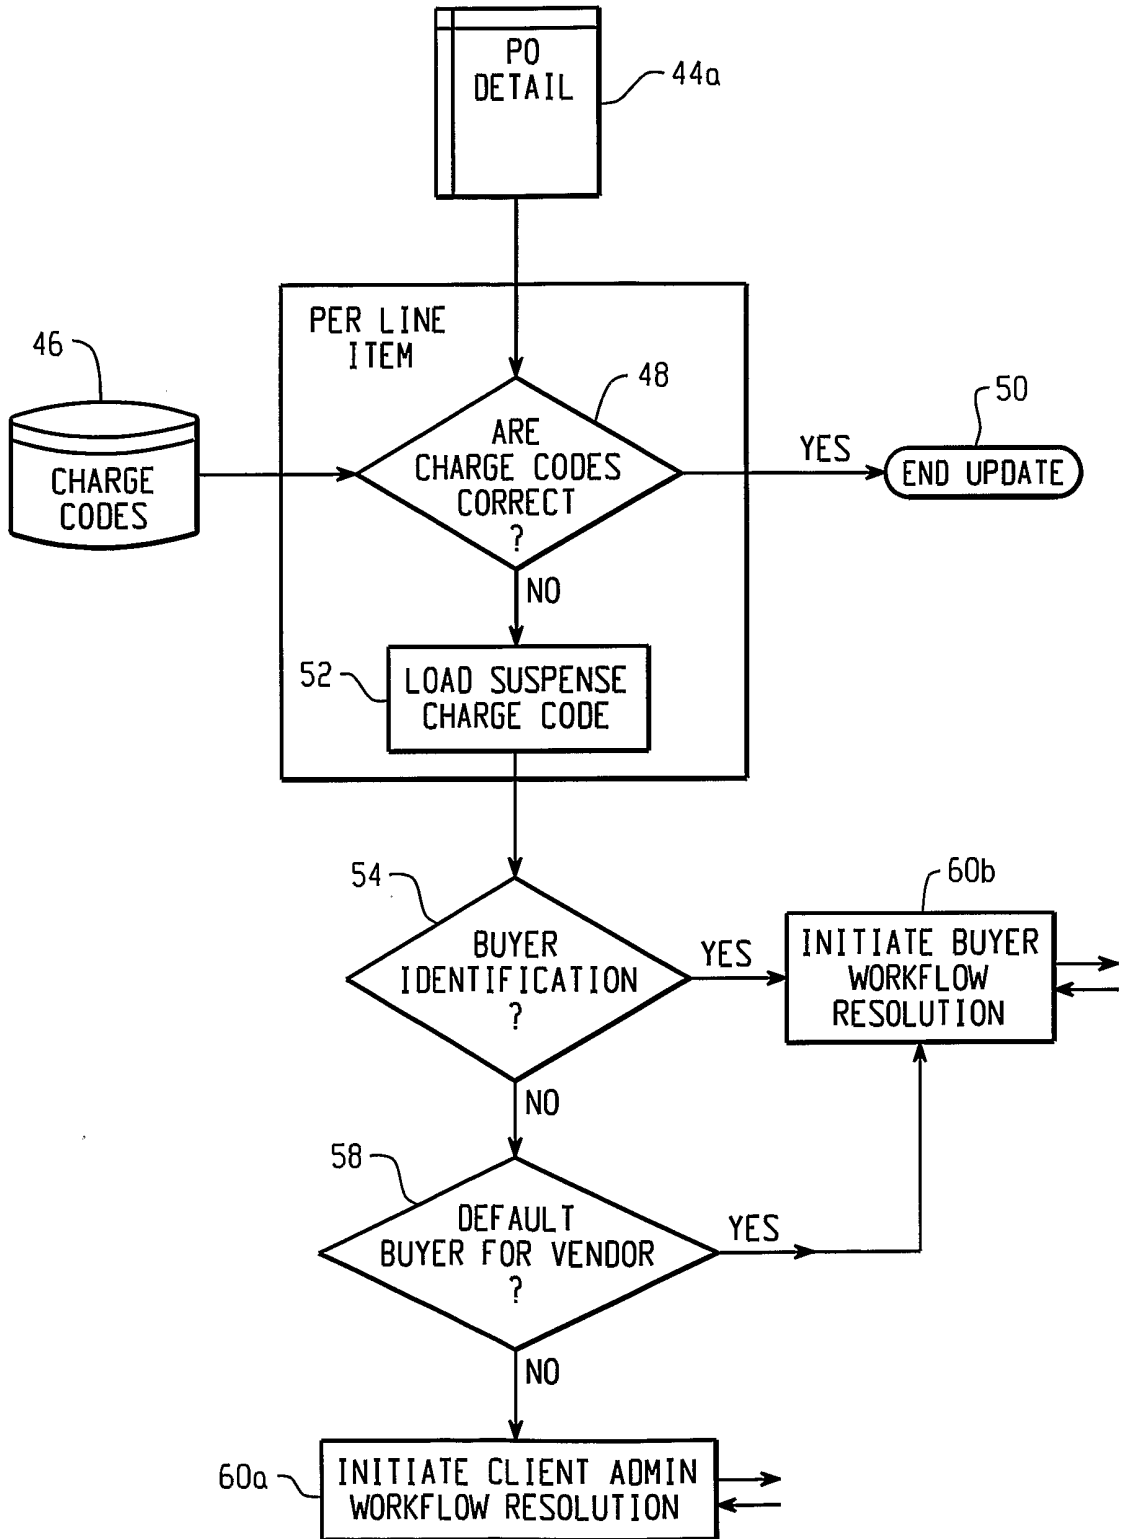 PO
DETAIL
44a
PER LINE
ITEM
46
48
50
ARE
CHARGE CODES
CORRECT
?
YES
END UPDATE
CHARGE
CODES
NO
52
LOAD SUSPENSE
CHARGE CODE
54
60b
BUYER
IDENTIFICATION
?
YES
INITIATE BUYER
WORKFLOW
RESOLUTION
NO
58
DEFAULT
BUYER FOR VENDOR
?
YES
NO
60a
INITIATE CLIENT ADMIN
WORKFLOW RESOLUTION